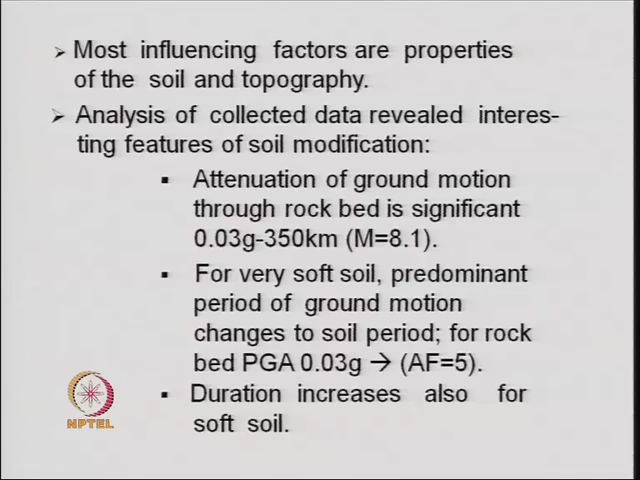 ➢ Most influencing factors are properties
of the soil and topography.
➢ Analysis of collected data revealed interes-
ting features of soil modification:
▪ Attenuation of ground motion
through rock bed is significant
0.03g-350km (M=8.1).
▪ For very soft soil, predominant
period of ground motion
changes to soil period; for rock
bed PGA 0.03g → (AF=5).
▪ Duration increases also for
soft soil.
NPTEL